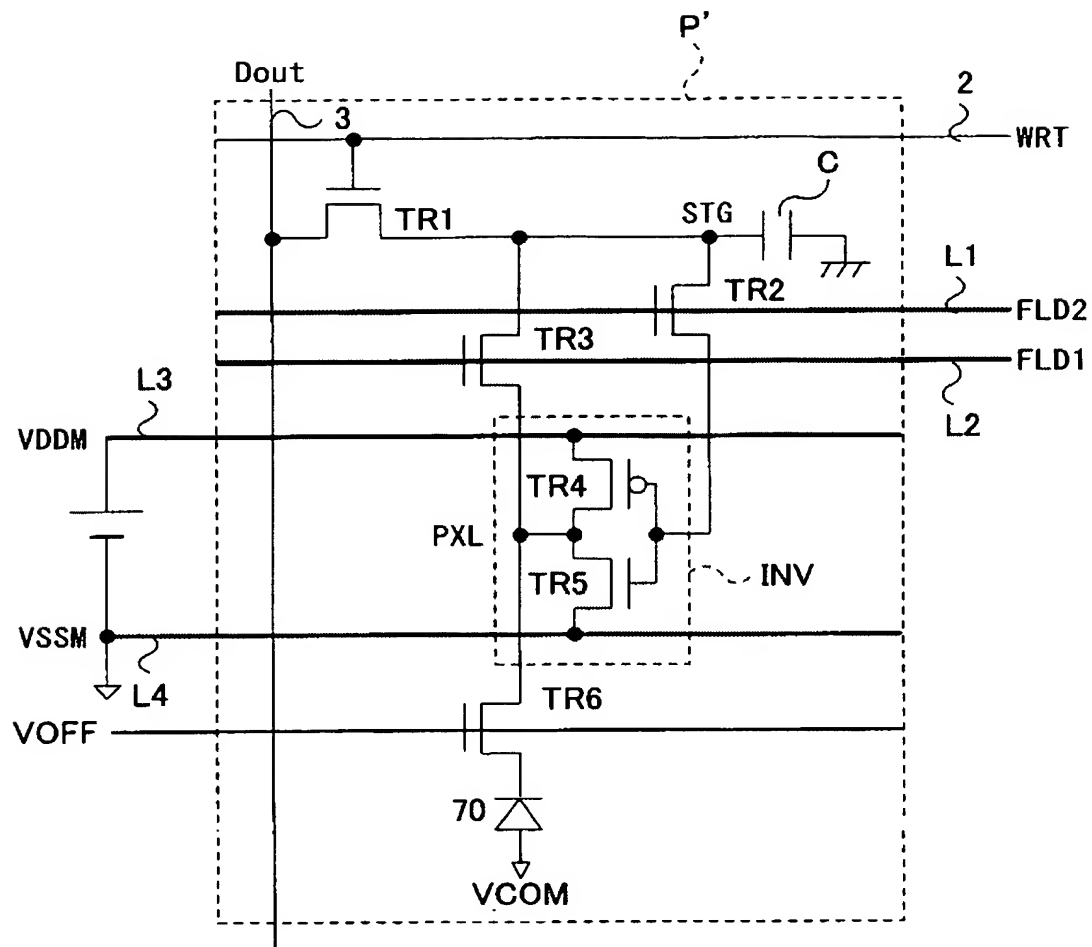 P'
Dout
3
2
WRT
C
STG
TR1
L1
TR2
FLD2
TR3
FLD1
L3
L2
VDDM
TR4
PXL
TR5
INV
VSSM
L4
TR6
VOFF
70
VCOM